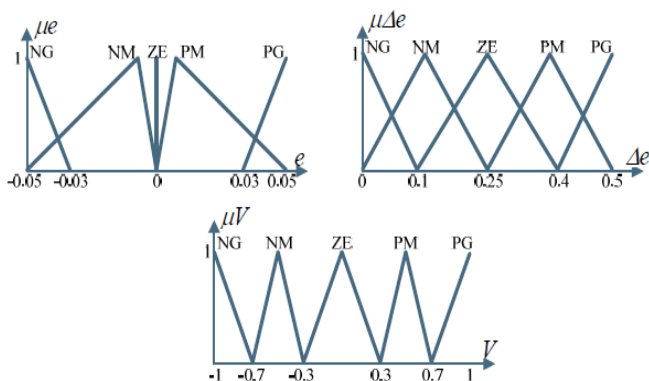 μe
NG NM ZE PM PG
1
e
-0.05 -0.03 0 0.03 0.05
μΔe
NG NM ZE PM PG
1
Δe
0 0.1 0.25 0.4 0.5
μV
NG NM ZE PM PG
1
V
-1 -0.7 -0.3 0.3 0.7 1